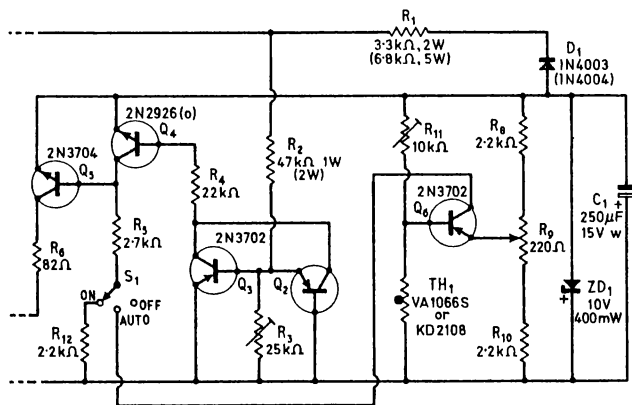 R1
3·3kΩ, 2W
(6·8kΩ, 5W)
D1
1N4003
(1N4004)
2N2926(o)
Q4
2N3704
Q5
R2
47kΩ 1W
(2W)
R11
10kΩ
R8
2·2kΩ
R4
22kΩ
2N3702
Q6
R9
220Ω
C1
250μF
15V w
+
R5
2·7kΩ
R6
82Ω
2N3702
Q3
Q2
S1
ON
OFF
AUTO
TH1
VA1066S
or
KD2108
ZD1
10V
400mW
+
R3
25kΩ
R12
2·2kΩ
R10
2·2kΩ